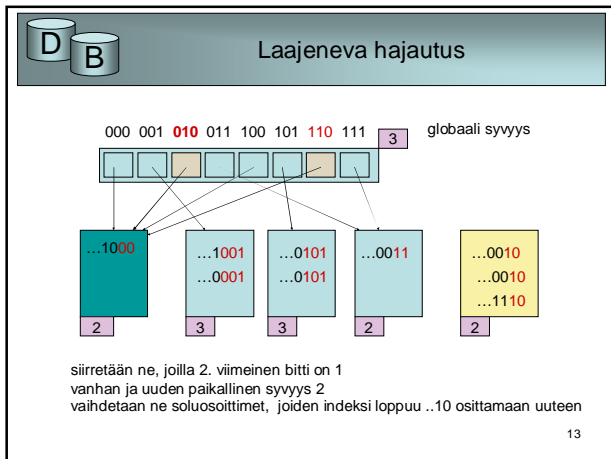 D
B
Laajeneva hajautus
000 001 010 011 100 101 110 111
3
globaali syvyys
...1000
...1001
...0001
...0101
...0101
...0011
...0010
...0010
...1110
2
3
3
2
2
siirretään ne, joilla 2. viimeinen bitti on 1
vanhan ja uuden paikallinen syvyys 2
vaihdetaan ne soluosoittimet, joiden indeksi loppuu ..10 osittamaan uuteen
13